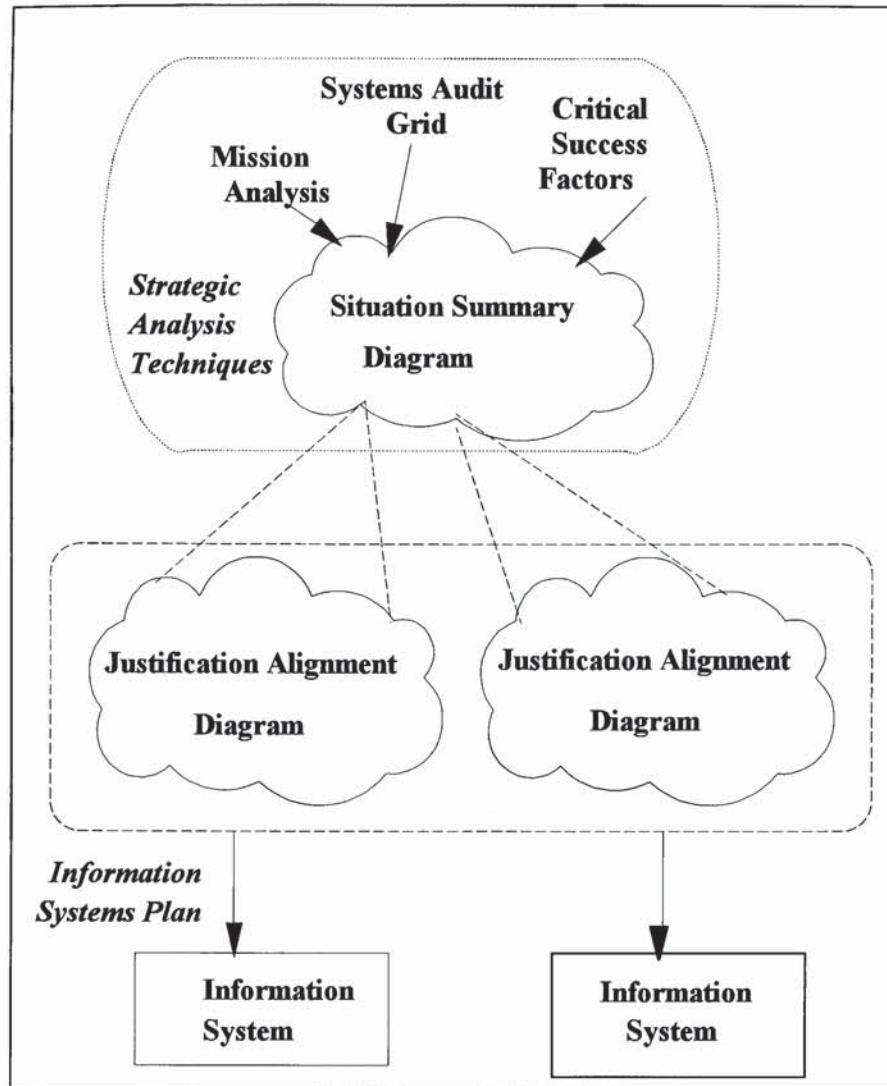 Systems Audit
Grid
Critical
Success
Factors
Mission
Analysis
Strategic
Analysis
Techniques
Situation Summary
Diagram
Justification Alignment
Diagram
Justification Alignment
Diagram
Information
Systems Plan
Information
System
Information
System